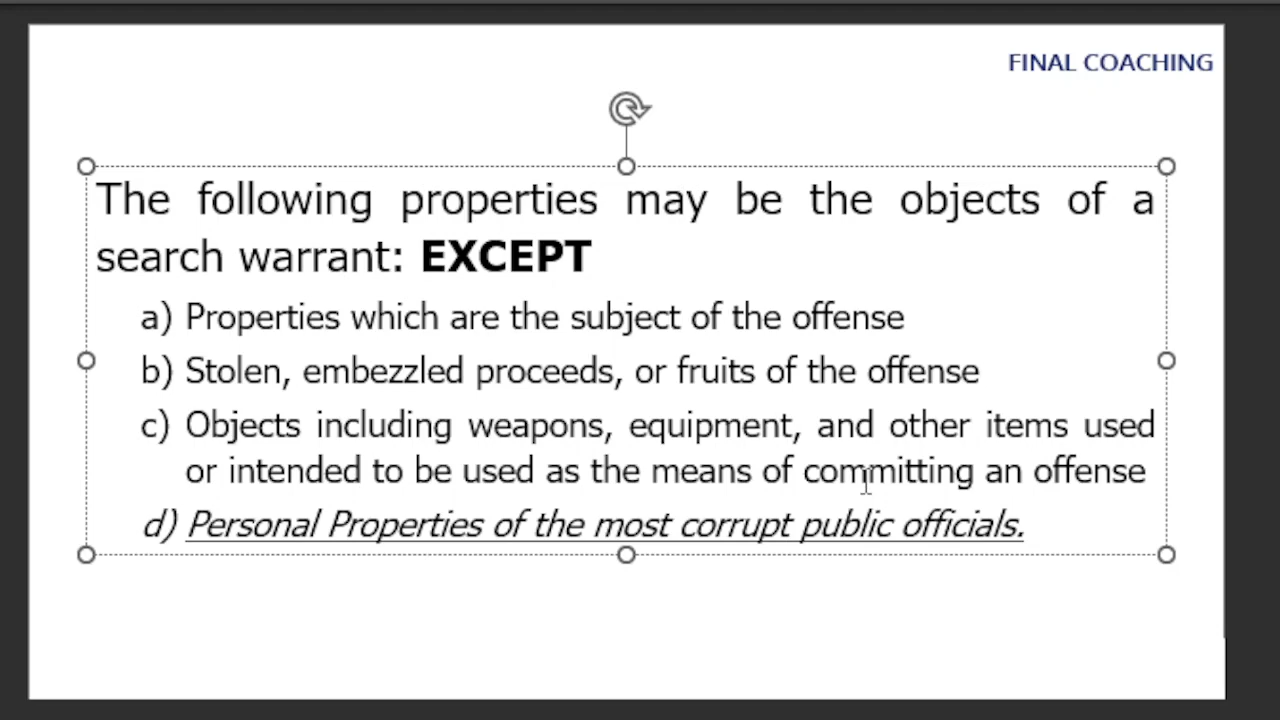 FINAL COACHING
The following properties may be the objects of a
search warrant: EXCEPT
a) Properties which are the subject of the offense
b) Stolen, embezzled proceeds, or fruits of the offense
c) Objects including weapons, equipment, and other items used
or intended to be used as the means of committing an offense
d) Personal Properties of the most corrupt public officials.